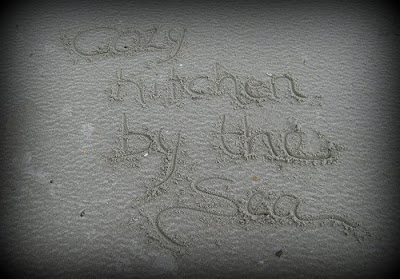 Cozy
Kitchen
by the
Sea